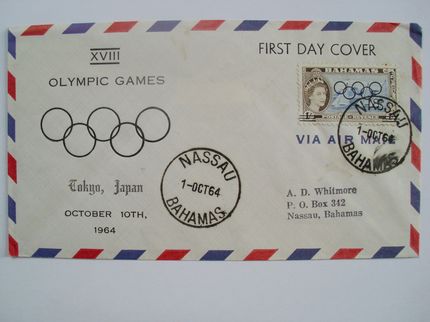 XVIII
OLYMPIC GAMES
Tokyo, Japan
OCTOBER 10TH,
1964
FIRST DAY COVER
BAHAMAS
VIA AIR MAIL
NASSAU
1-OCT64
BAHAMAS
NASSAU
1-OCT64
BAHAMAS
A. D. Whitmore
P. O. Box 342
Nassau, Bahamas